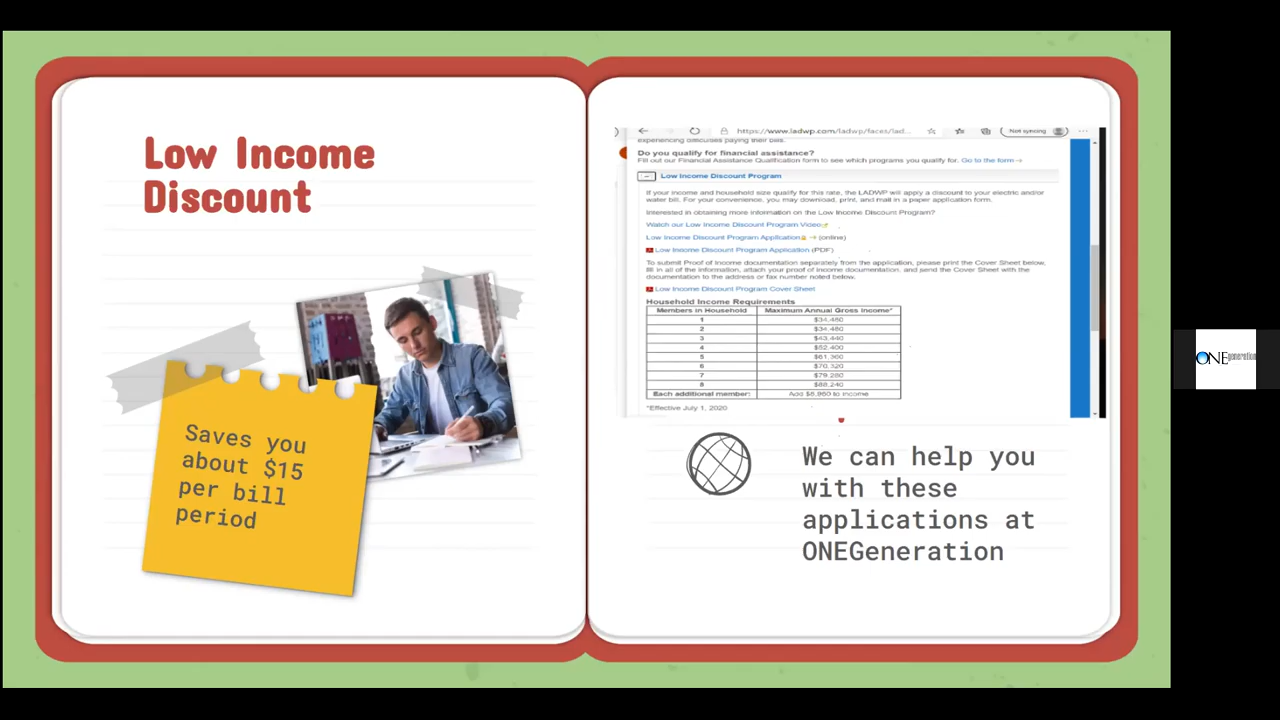 Low Income
Discount
Saves you
about $15
per bill
period
https://www.ladwp.com/ladwp/faces/lad...
Not syncing
experiencing difficulties paying their bills.
Do you qualify for financial assistance?
Fill out our Financial Assistance Qualification form to see which programs you qualify for. Go to the form
Low Income Discount Program
If your income and household size qualify for this rate, the LADWP will apply a discount to your electric and/or
water bill. For your convenience, you may download, print, and mail in a paper application form.
Interested in obtaining more information on the Low Income Discount Program?
Watch our Low Income Discount Program Video
Low Income Discount Program Application (online)
Low Income Discount Program Application (PDF)
To submit Proof of Income documentation separately from the application, please print the Cover Sheet below,
fill in all of the information, attach your proof of income documentation, and send the Cover Sheet with the
documentation to the address or fax number noted below.
Low Income Discount Program Cover Sheet
Household Income Requirements
Members in Household Maximum Annual Gross Income*
1 $34,480
2 $34,480
3 $43,440
4 $52,400
5 $61,360
6 $70,320
7 $79,280
8 $88,240
Each additional member: Add $8,960 to income
*Effective July 1, 2020
We can help you
with these
applications at
ONEGeneration
ONEgeneration